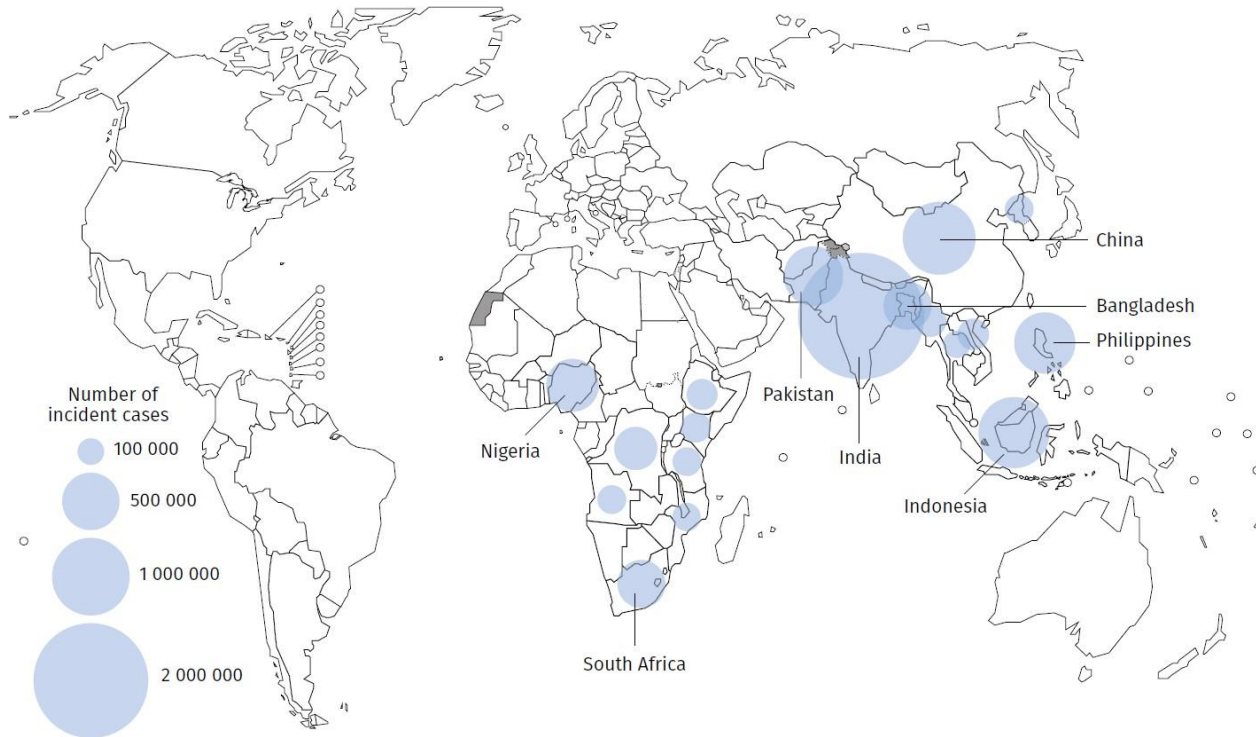 China
Bangladesh
Philippines
Pakistan
Number of
incident cases
100 000
Nigeria
India
500 000
Indonesia
1 000 000
South Africa
2 000 000